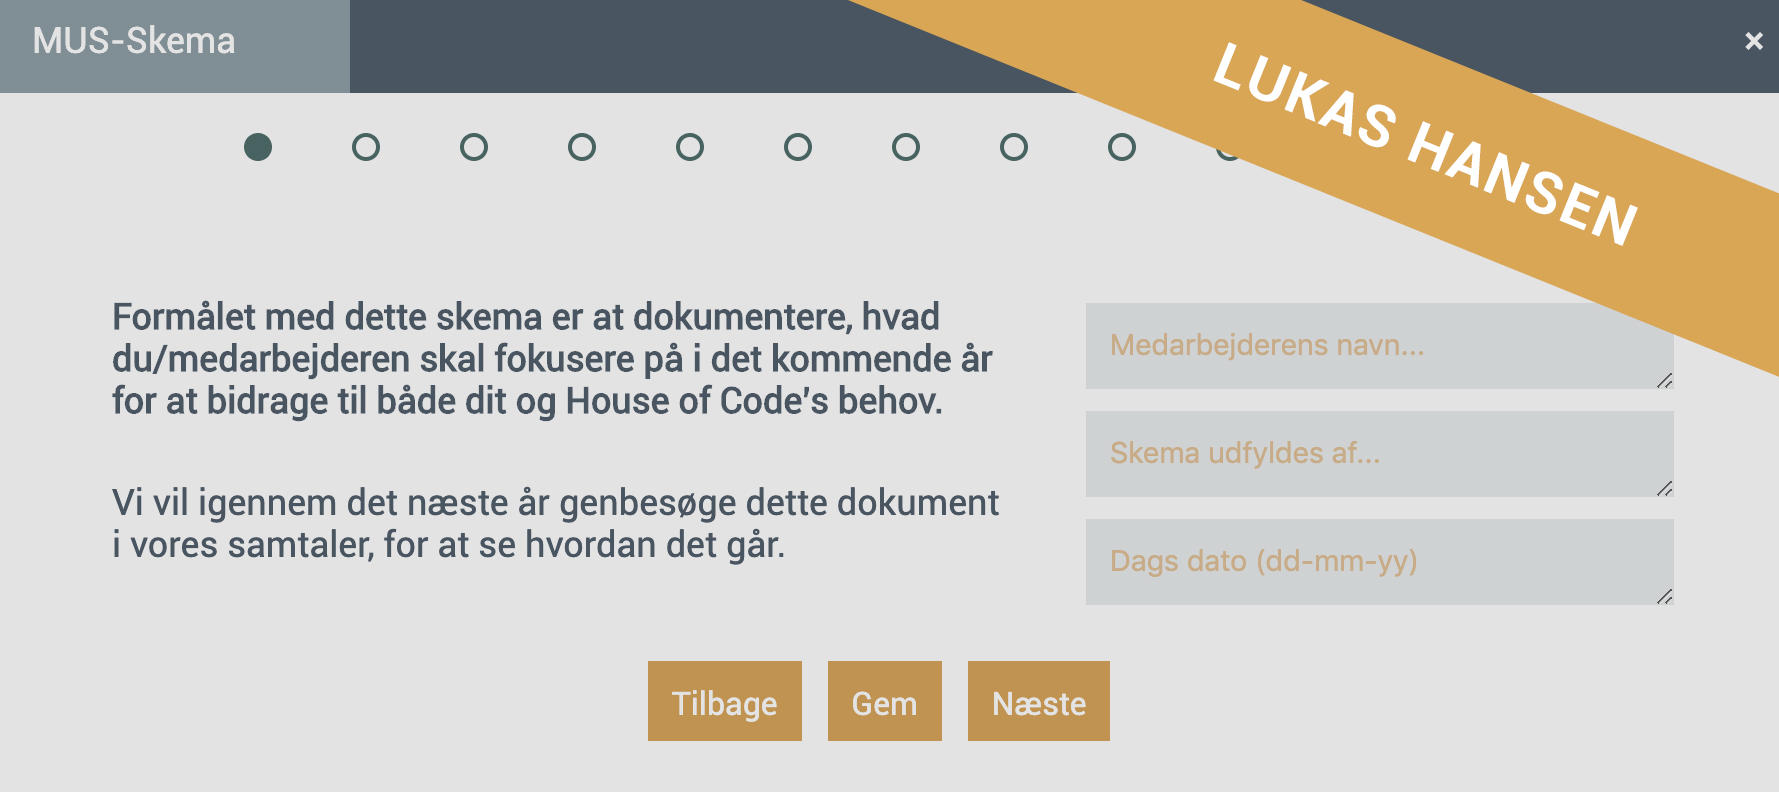 MUS-Skema
×
LUKAS HANSEN
Formålet med dette skema er at dokumentere, hvad
du/medarbejderen skal fokusere på i det kommende år
for at bidrage til både dit og House of Code's behov.
Vi vil igennem det næste år genbesøge dette dokument
i vores samtaler, for at se hvordan det går.
Medarbejderens navn...
Skema udfyldes af...
Dags dato (dd-mm-yy)
Tilbage
Gem
Næste